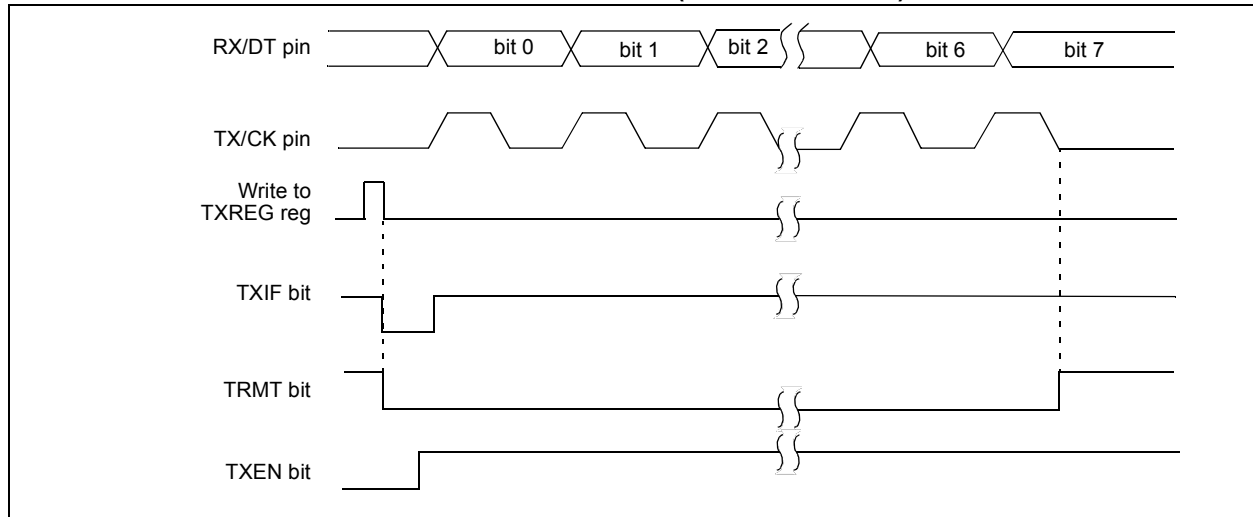 RX/DT pin
bit 0
bit 1
bit 2
bit 6
bit 7
TX/CK pin
Write to
TXREG reg
TXIF bit
TRMT bit
TXEN bit